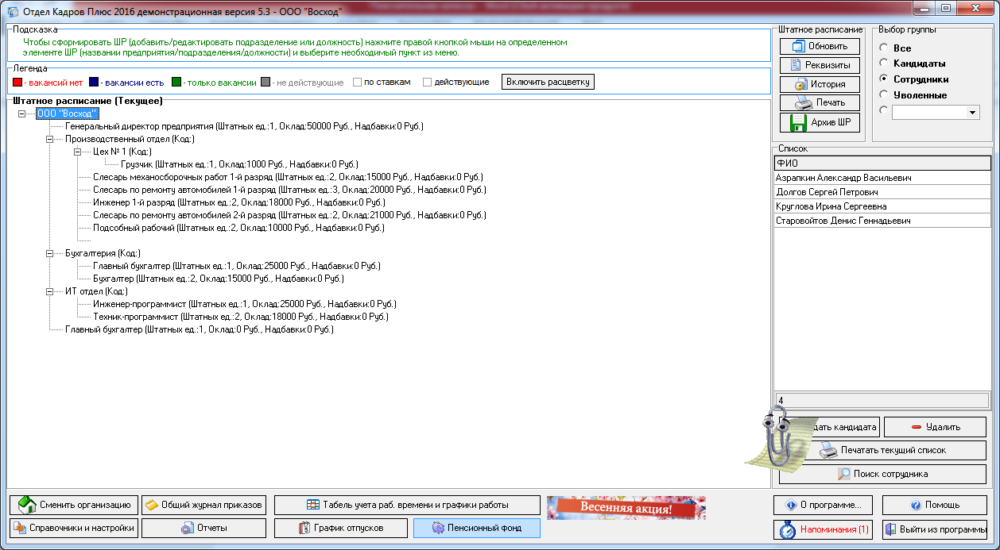 Отдел Кадров Плюс 2016 демонстрационная версия 5.3 - ООО "Восход"
Подсказка
Чтобы сформировать ШР (добавить/редактировать подразделение или должность) нажмите правой кнопкой мыши на определенном
элементе ШР (названии предприятия/подразделения/должности) и выберите необходимый пункт из меню.
Легенда
- вакансий нет - вакансии есть - только вакансии - не действующие по ставкам действующие Включить расцветку
Штатное расписание (Текущее)
ООО "Восход"
Генеральный директор предприятия (Штатных ед.:1, Оклад:50000 Руб., Надбавки:0 Руб.)
Производственный отдел (Код:)
Цех № 1 (Код:)
Грузчик (Штатных ед.:1, Оклад:1000 Руб., Надбавки:0 Руб.)
Слесарь механосборочных работ 1-й разряд (Штатных ед.:2, Оклад:15000 Руб., Надбавки:0 Руб.)
Слесарь по ремонту автомобилей 1-й разряд (Штатных ед.:3, Оклад:20000 Руб., Надбавки:0 Руб.)
Инженер 1-й разряд (Штатных ед.:2, Оклад:18000 Руб., Надбавки:0 Руб.)
Слесарь по ремонту автомобилей 2-й разряд (Штатных ед.:2, Оклад:21000 Руб., Надбавки:0 Руб.)
Подсобный рабочий (Штатных ед.:2, Оклад:10000 Руб., Надбавки:0 Руб.)
Бухгалтерия (Код:)
Главный бухгалтер (Штатных ед.:1, Оклад:25000 Руб., Надбавки:0 Руб.)
Бухгалтер (Штатных ед.:2, Оклад:15000 Руб., Надбавки:0 Руб.)
ИТ отдел (Код:)
Инженер-программист (Штатных ед.:1, Оклад:25000 Руб., Надбавки:0 Руб.)
Техник-программист (Штатных ед.:2, Оклад:18000 Руб., Надбавки:0 Руб.)
Главный бухгалтер (Штатных ед.:1, Оклад:0 Руб., Надбавки:0 Руб.)
Штатное расписание
Обновить
Реквизиты
История
Печать
Архив ШР
Выбор группы
Все
Кандидаты
Сотрудники
Уволенные
Список
ФИО
Азрапкин Александр Васильевич
Долгов Сергей Петрович
Круглова Ирина Сергеевна
Старовойтов Денис Геннадьевич
4
дать кандидата Удалить
Печатать текущий список
Поиск сотрудника
Сменить организацию Общий журнал приказов Табель учета раб. времени и графики работы Весенняя акция! О программе... Помощь
Справочники и настройки Отчеты График отпусков Пенсионный фонд Напоминания (1) Выйти из программы